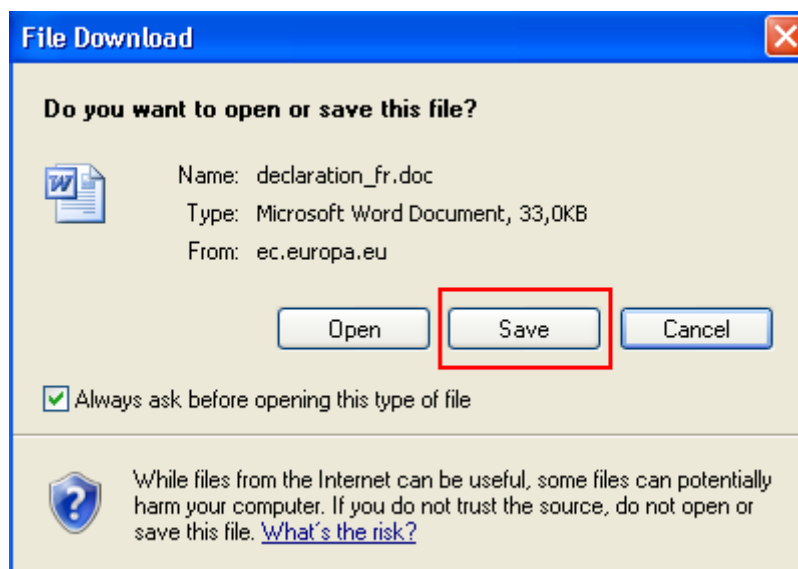 File Download
Do you want to open or save this file?
Name: declaration_fr.doc
Type: Microsoft Word Document, 33,0KB
From: ec.europa.eu
Open Save Cancel
Always ask before opening this type of file
While files from the Internet can be useful, some files can potentially
harm your computer. If you do not trust the source, do not open or
save this file. What's the risk?